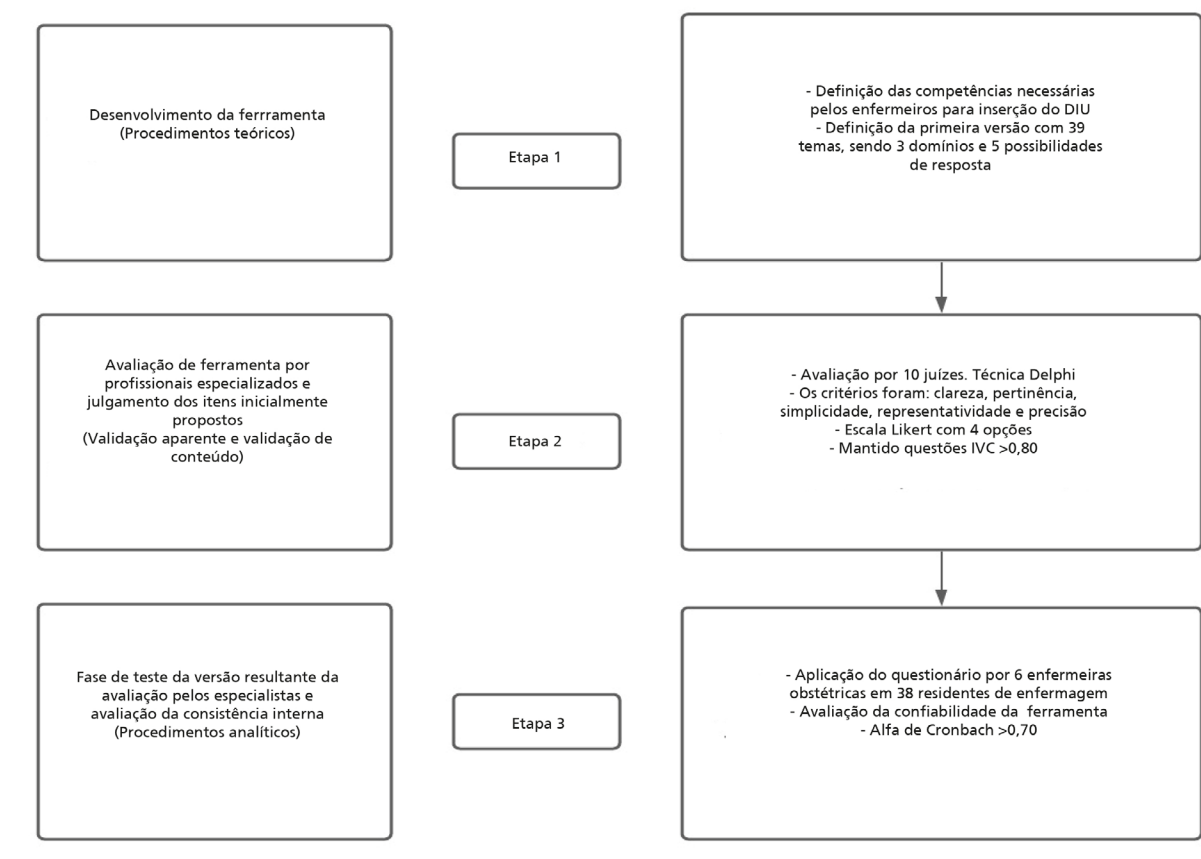 Desenvolvimento da ferrramenta
(Procedimentos teóricos)
Etapa 1
- Definição das competências necessárias
pelos enfermeiros para inserção do DIU
- Definição da primeira versão com 39
temas, sendo 3 domínios e 5 possibilidades
de resposta
Avaliação de ferramenta por
profissionais especializados e
julgamento dos itens inicialmente
propostos
(Validação aparente e validação de
conteúdo)
Etapa 2
- Avaliação por 10 juízes. Técnica Delphi
- Os critérios foram: clareza, pertinência,
simplicidade, representatividade e precisão
- Escala Likert com 4 opções
- Mantido questões IVC >0,80
Fase de teste da versão resultante da
avaliação pelos especialistas e
avaliação da consistência interna
(Procedimentos analíticos)
Etapa 3
- Aplicação do questionário por 6 enfermeiras
obstétricas em 38 residentes de enfermagem
- Avaliação da confiabilidade da ferramenta
- Alfa de Cronbach >0,70